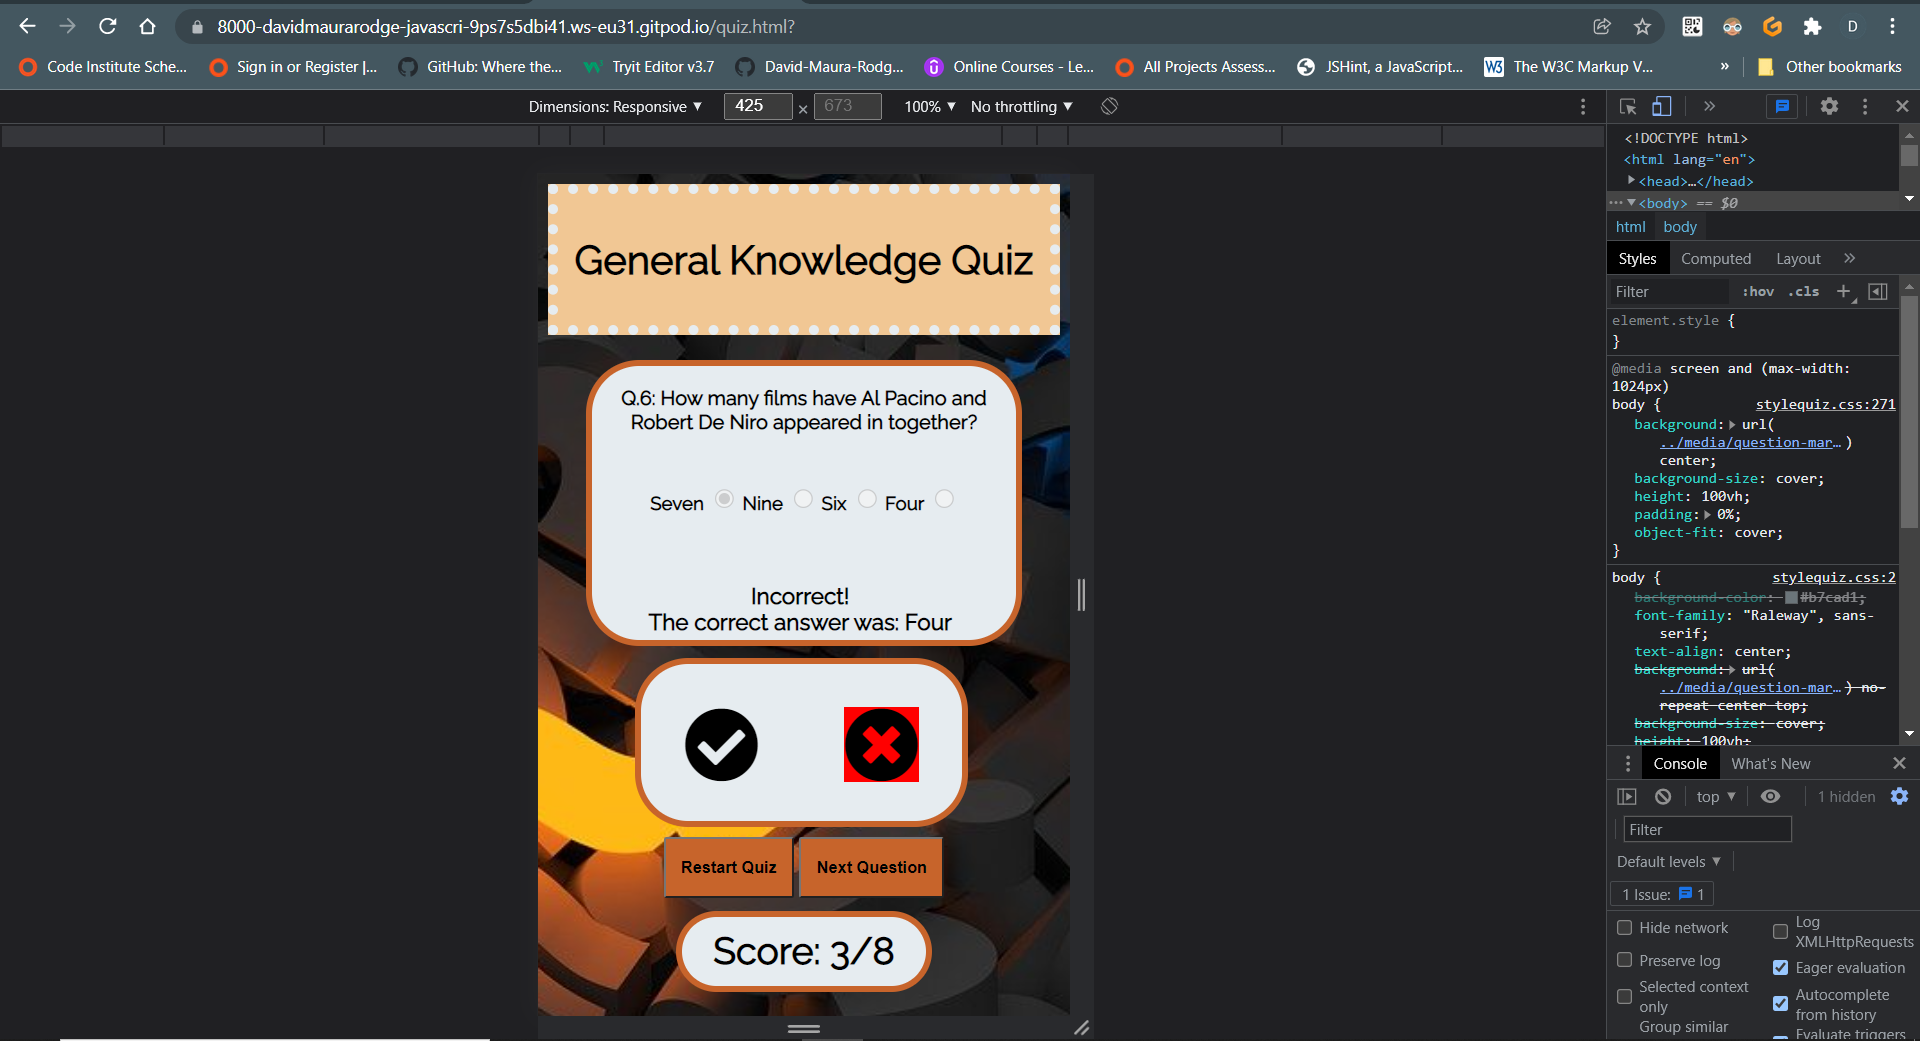 8000-davidmaurarodge-javascri-9ps7s5dbi41.ws-eu31.gitpod.io/quiz.html?
D
Code Institute Sche...
Sign in or Register |...
GitHub: Where the...
Tryit Editor v3.7
David-Maura-Rodg...
Online Courses - Le...
All Projects Assess...
JSHint, a JavaScript...
W3
The W3C Markup V...
»
Other bookmarks
Dimensions: Responsive ▼ 425 × 673 100% ▼ No throttling ▼
General Knowledge Quiz
Q.6: How many films have Al Pacino and
Robert De Niro appeared in together?
Seven Nine Six Four
Incorrect!
The correct answer was: Four
Restart Quiz Next Question
Score: 3/8
<!DOCTYPE html>
<html lang="en">
<head>…</head>
<body> == $0
html body
Styles Computed Layout »
Filter :hov .cls +
element.style {
}
@media screen and (max-width:
1024px)
body { stylequiz.css:271
background: url(
../media/question-mar… )
center;
background-size: cover;
height: 100vh;
padding: 0%;
object-fit: cover;
}
body { stylequiz.css:2
background-color: #b7cad1;
font-family: "Raleway", sans-
serif;
text-align: center;
background: url(
../media/question-mar… ) no-
repeat center top;
background-size: cover;
height: 100vh;
Console What's New
top ▼ 1 hidden
Filter
Default levels ▼
1 Issue: 1
Hide network
Log
XMLHttpRequests
Preserve log
Eager evaluation
Selected context
only
Autocomplete
from history
Group similar
Evaluate triggers